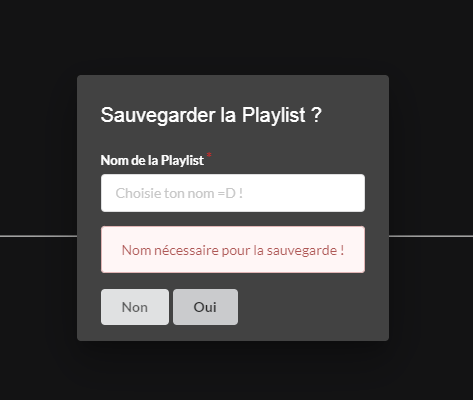 Sauvegarder la Playlist ?
Nom de la Playlist *
Choisie ton nom =D !
Nom nécessaire pour la sauvegarde !
Non Oui